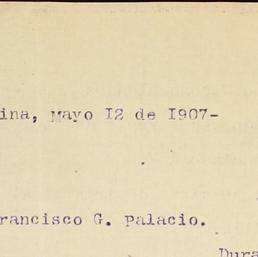 ina, Mayo 12 de 1907-
rancisco G. Palacio.
Dura